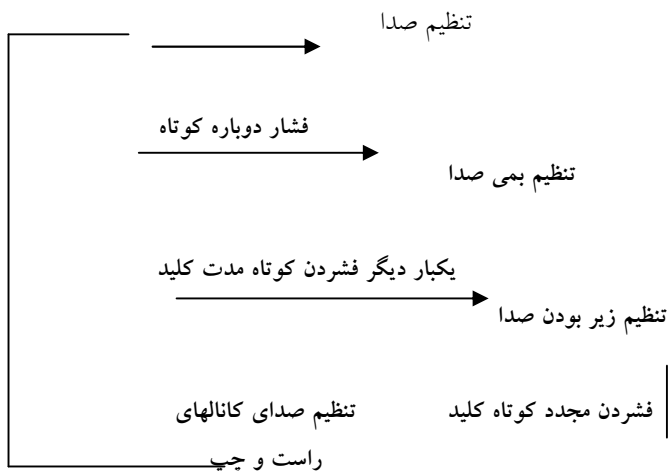 تنظیم صدا
فشار دوباره کوتاه
تنظیم بمی صدا
یکبار دیگر فشردن کوتاه مدت کلید
تنظیم زیر بودن صدا
فشردن مجدد کوتاه کلید
تنظیم صدای کانالهای
راست و چپ